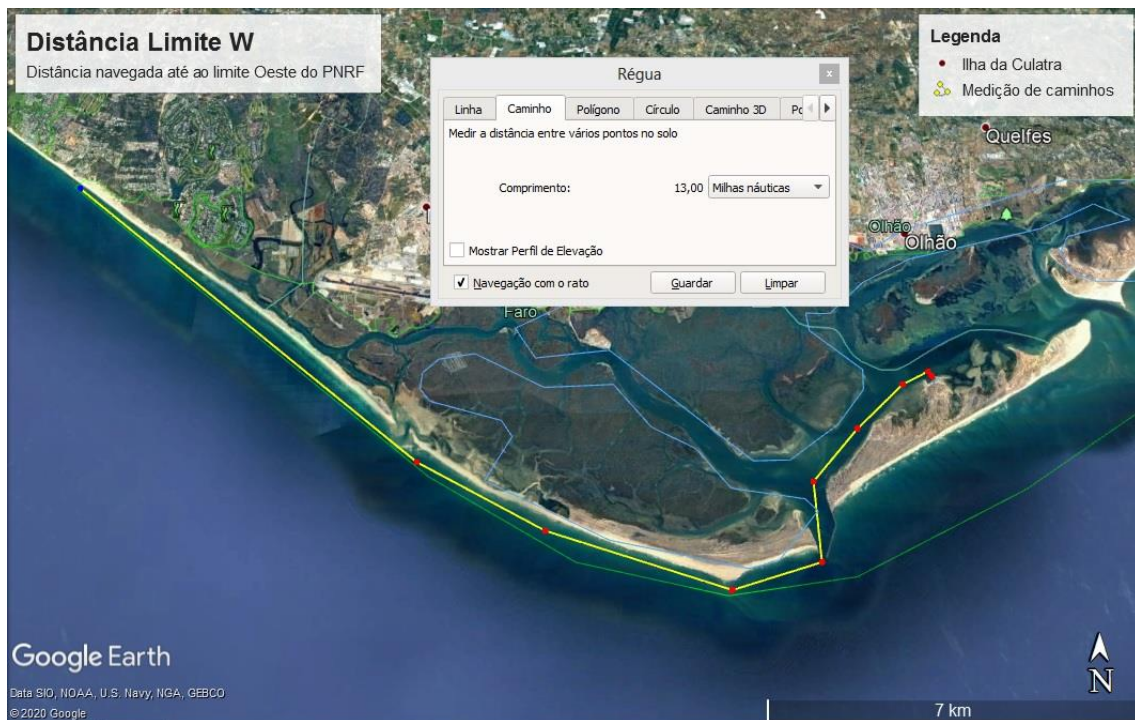 Distância Limite W
Distância navegada até ao limite Oeste do PNRF
Legenda
Ilha da Culatra
Medição de caminhos
Régua
Linha Caminho Polígono Círculo Caminho 3D
Medir a distância entre vários pontos no solo
Comprimento: 13,00 Milhas náuticas
Mostrar Perfil de Elevação
Navegação com o rato Guardar Limpar
Quelfes
Olhão
Olhão
Faro
Google Earth
Data SIO, NOAA, U.S. Navy, NGA, GEBCO
© 2020 Google
N
7 km